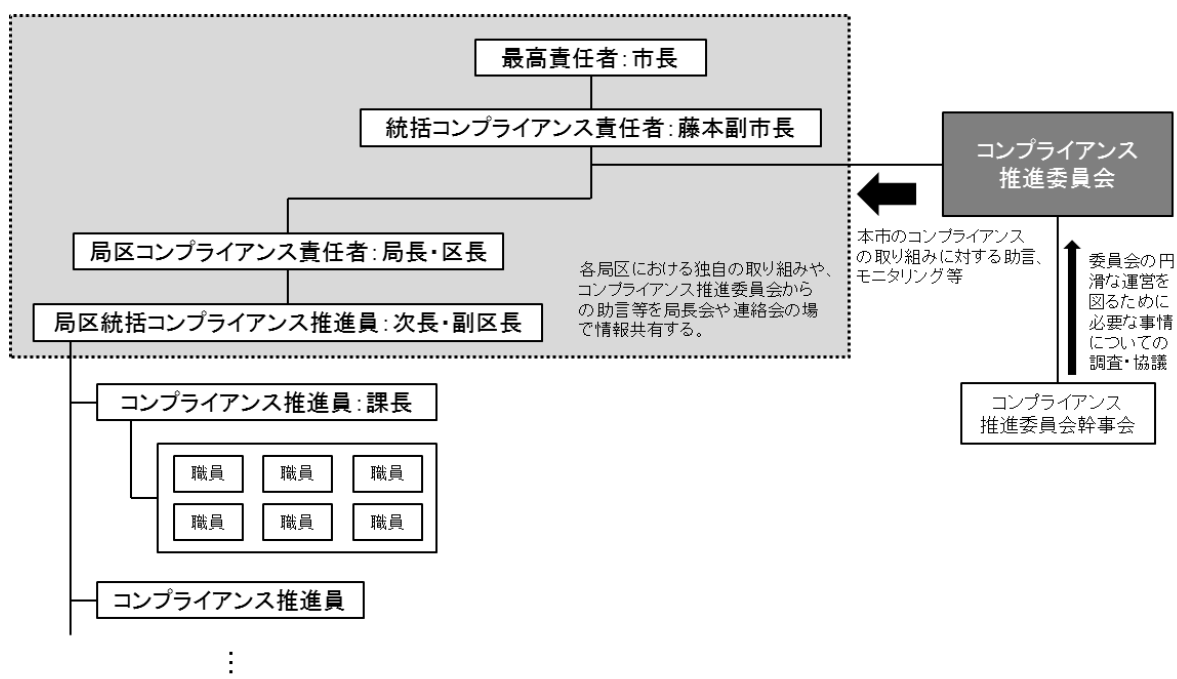 最高責任者：市長
統括コンプライアンス責任者：藤本副市長
コンプライアンス
推進委員会
局区コンプライアンス責任者：局長・区長
各局区における独自の取り組みや、
コンプライアンス推進委員会から
の助言等を局長会や連絡会の場
で情報共有する。
本市のコンプライアンス
の取り組みに対する助言、
モニタリング等
委員会の円
滑な運営を
図るために
必要な事情
についての
調査・協議
局区統括コンプライアンス推進員：次長・副区長
コンプライアンス推進員：課長
コンプライアンス
推進委員会幹事会
職員 職員 職員
職員 職員 職員
コンプライアンス推進員
⋮